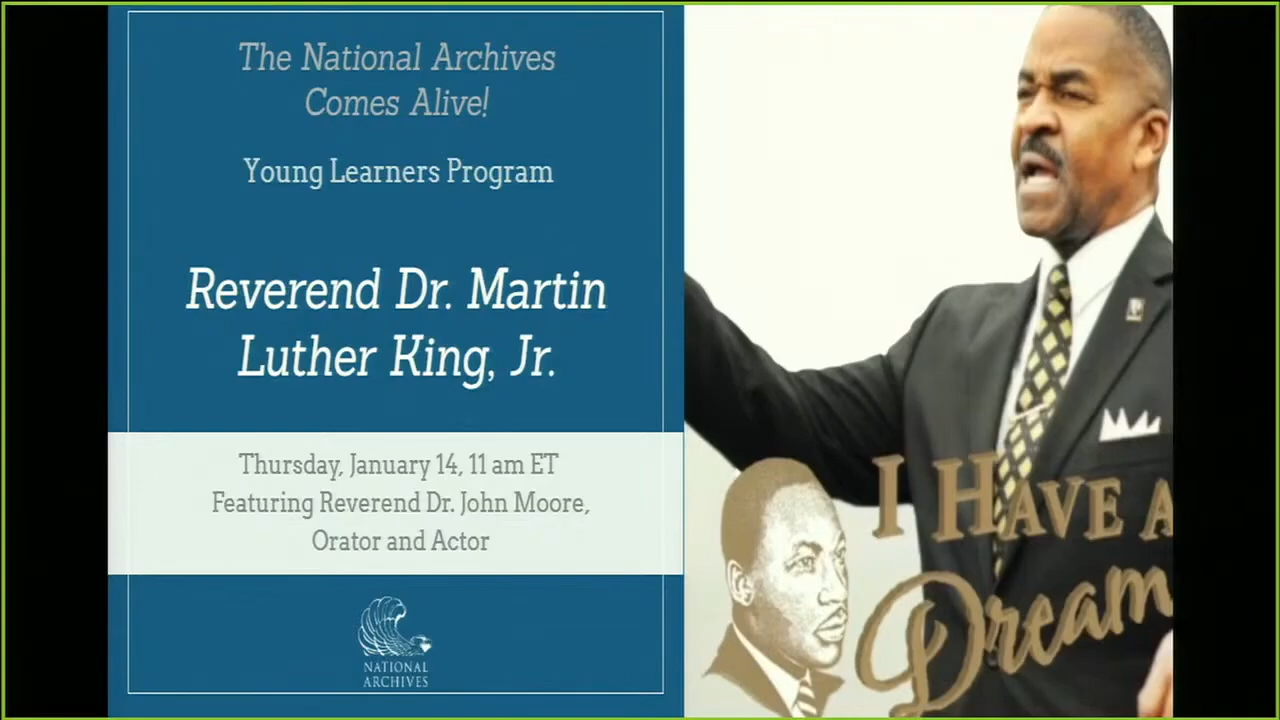 The National Archives
Comes Alive!
Young Learners Program
Reverend Dr. Martin
Luther King, Jr.
Thursday, January 14, 11 am ET
Featuring Reverend Dr. John Moore,
Orator and Actor
NATIONAL
ARCHIVES
I HAVE A
Dream